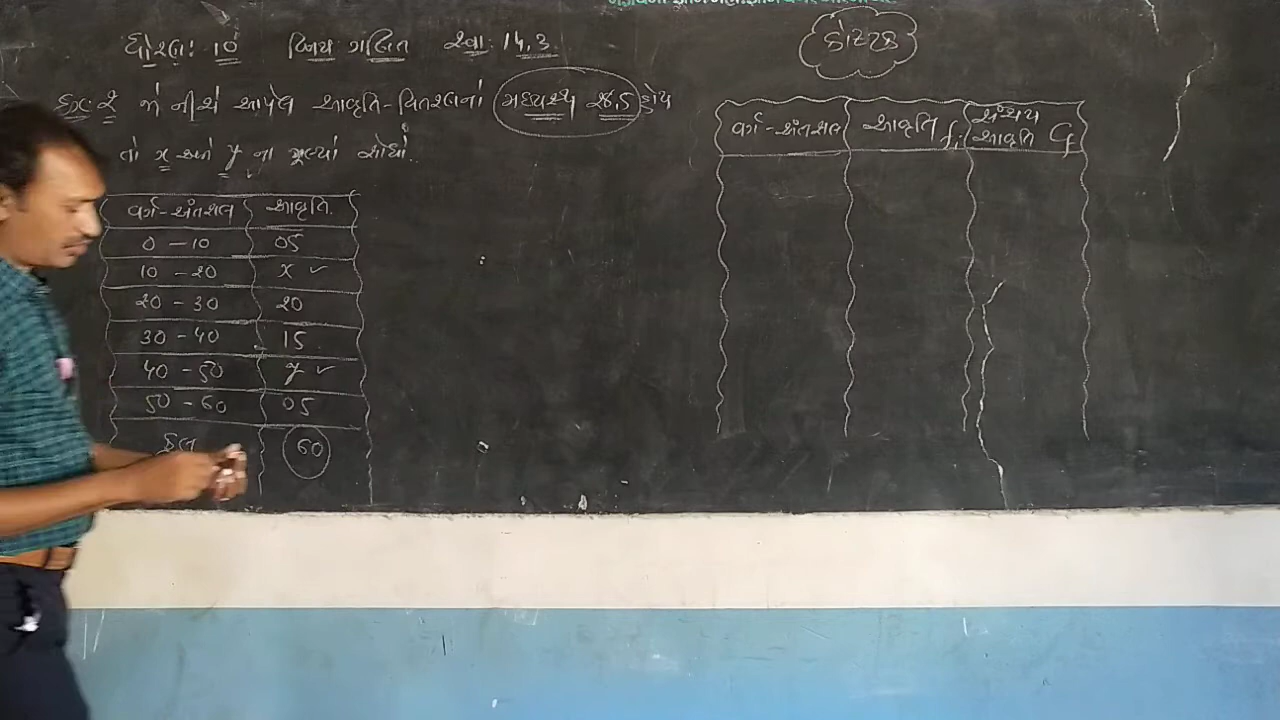 ધોરણ: 10 વિષય: ગણિત સ્વા: 14.3
દા: 2 જો નીચે આપેલ આવૃત્તિ-વિતરણનો મધ્યસ્થ 28.5 હોય
તો x અને y ના મૂલ્યો શોધો.
વર્ગ-અંતરાલ આવૃતિ.
0 - 10 05
10 - 20 x ✓
20 - 30 20
30 - 40 15
40 - 50 y ✓
50 - 60 05
કુલ 60
કોષ્ટક
વર્ગ-અંતરાલ આવૃતિ fi સંચય આવૃતિ cf